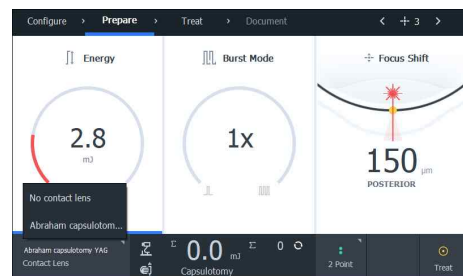 Configure > Prepare > Treat > Document < 3 >
Energy
Burst Mode
Focus Shift
2.8
mJ
1x
150 μm
POSTERIOR
No contact lens
Abraham capsulotom...
Abraham capsulotomy YAG
Contact Lens
Σ 0.0 mJ Σ 0
Capsulotomy
2 Point
Treat